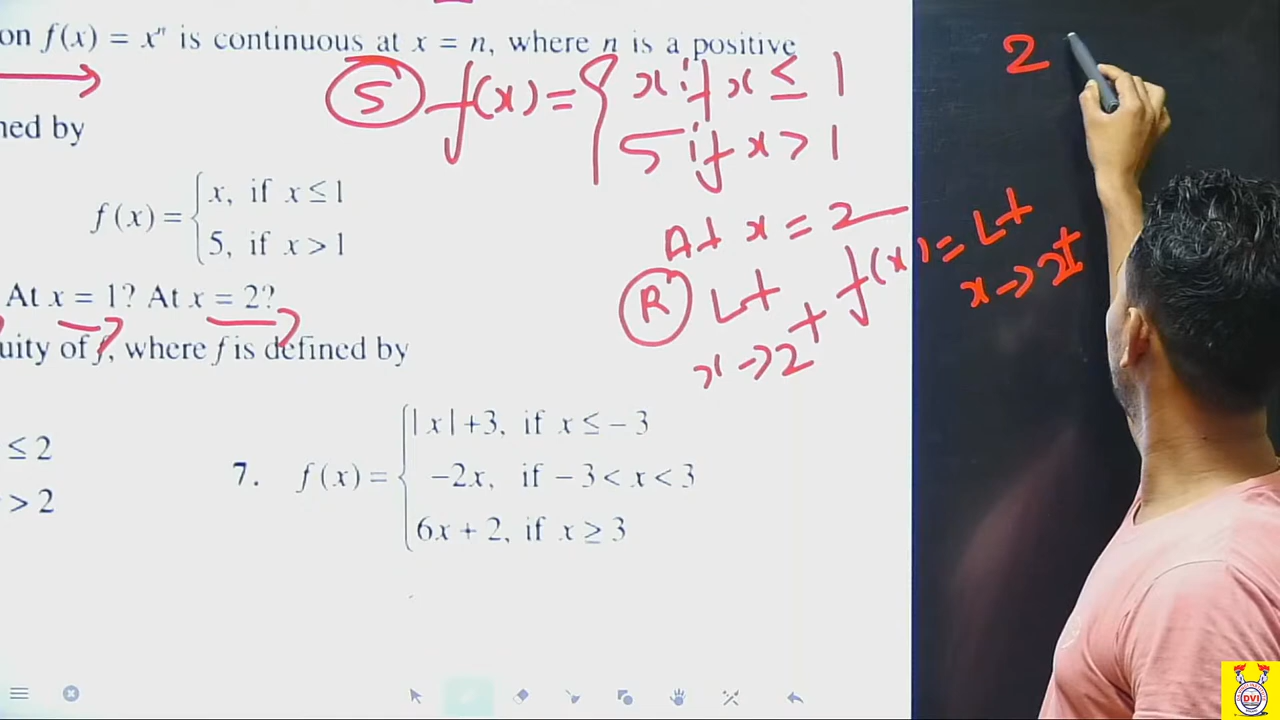 on f(x) = xⁿ is continuous at x = n, where n is a positive
5 f(x) = { x if x ≤ 1
5 if x > 1
ned by
f(x) = { x, if x ≤ 1
5, if x > 1
At x = 1? At x = 2?
At x = 2
R Lt x→2⁺ f(x) = Lt x→2⁺
2
uity of f, where f is defined by
≤ 2
> 2
7. f(x) = { |x|+3, if x ≤ −3
−2x, if −3 < x < 3
6x + 2, if x ≥ 3
DVI